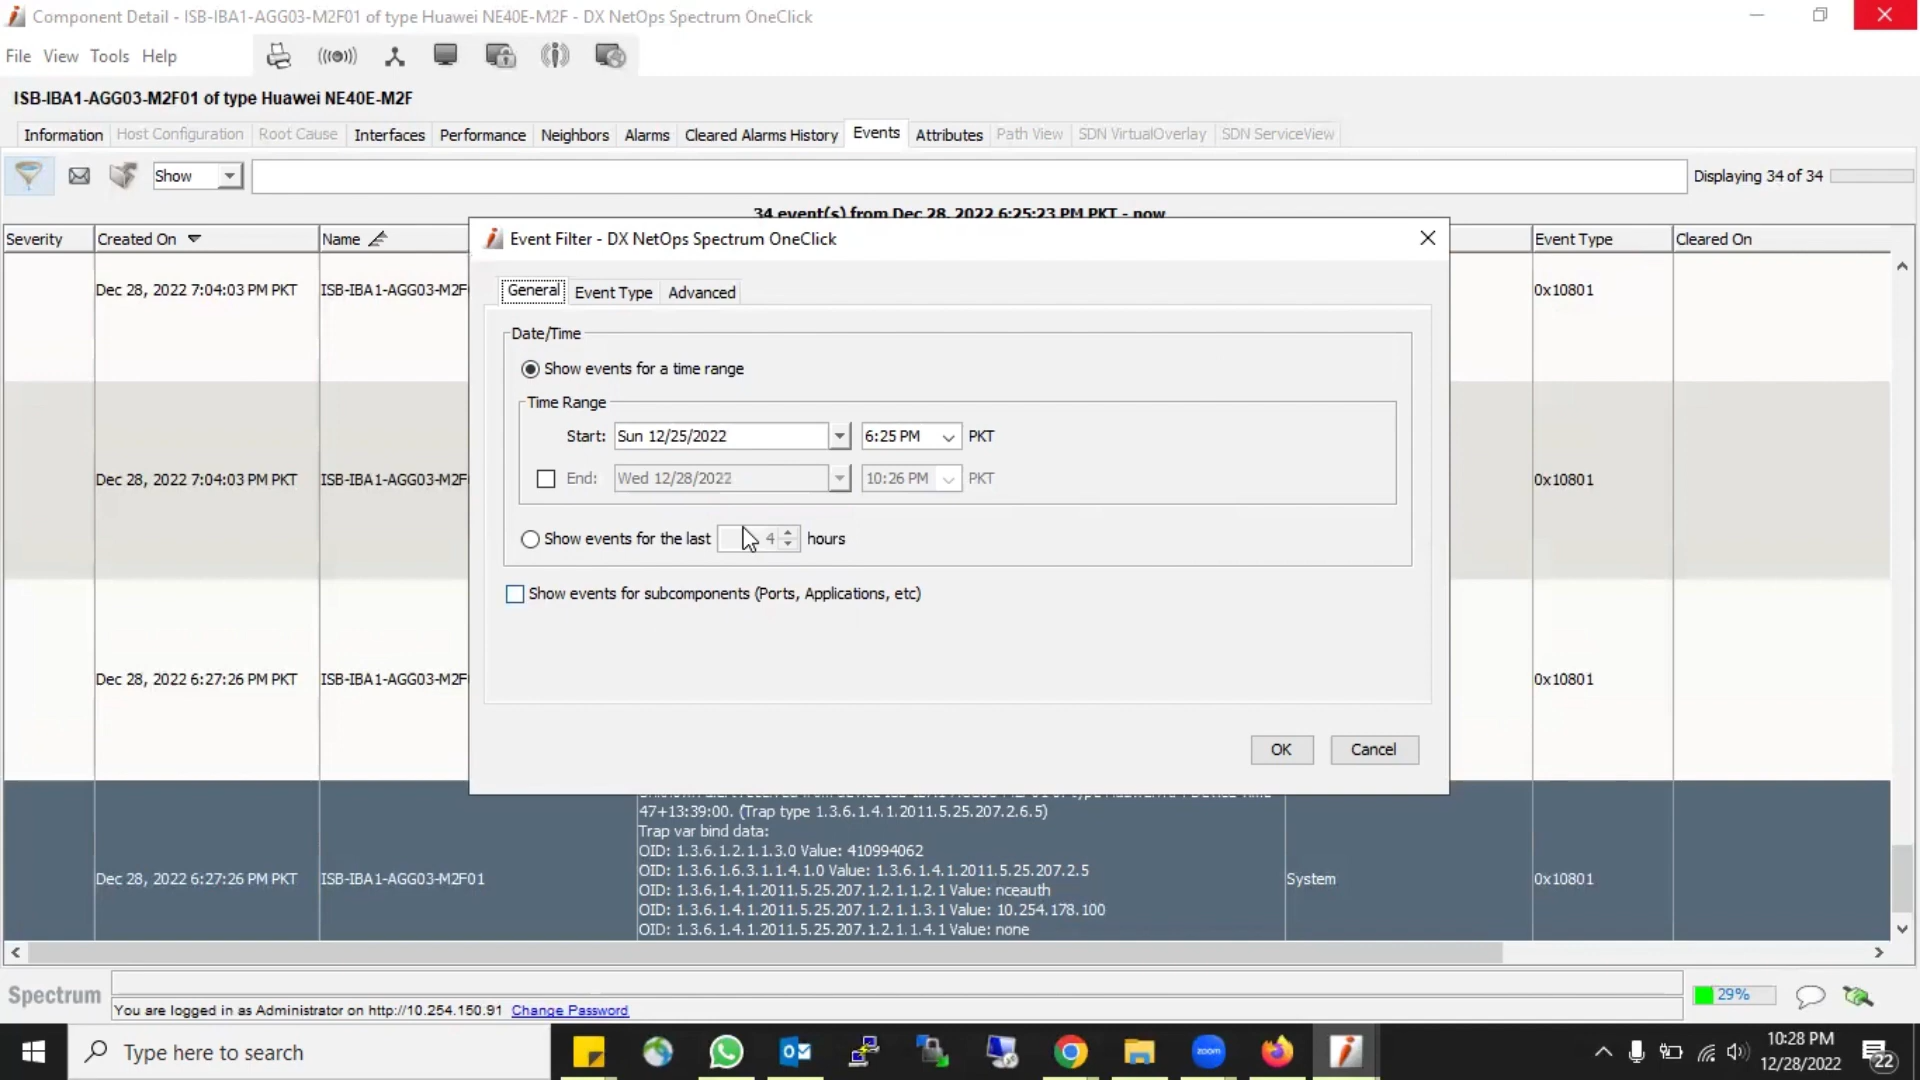 Component Detail - ISB-IBA1-AGG03-M2F01 of type Huawei NE40E-M2F - DX NetOps Spectrum OneClick
File View Tools Help
ISB-IBA1-AGG03-M2F01 of type Huawei NE40E-M2F
Information Host Configuration Root Cause Interfaces Performance Neighbors Alarms Cleared Alarms History Events Attributes Path View SDN VirtualOverlay SDN ServiceView
Show Displaying 34 of 34
34 event(s) from Dec 28, 2022 6:25:23 PM PKT - now
Severity Created On Name Event Type Cleared On
Event Filter - DX NetOps Spectrum OneClick
General Event Type Advanced
Date/Time
Show events for a time range
Time Range
Start: Sun 12/25/2022 6:25 PM PKT
End: Wed 12/28/2022 10:26 PM PKT
Show events for the last 4 hours
Show events for subcomponents (Ports, Applications, etc)
OK Cancel
Dec 28, 2022 7:04:03 PM PKT ISB-IBA1-AGG03-M2F 0x10801
Dec 28, 2022 7:04:03 PM PKT ISB-IBA1-AGG03-M2F 0x10801
Dec 28, 2022 6:27:26 PM PKT ISB-IBA1-AGG03-M2F 0x10801
47+13:39:00. (Trap type 1.3.6.1.4.1.2011.5.25.207.2.6.5)
Trap var bind data:
OID: 1.3.6.1.2.1.1.3.0 Value: 410994062
OID: 1.3.6.1.6.3.1.1.4.1.0 Value: 1.3.6.1.4.1.2011.5.25.207.2.5
Dec 28, 2022 6:27:26 PM PKT ISB-IBA1-AGG03-M2F01 System 0x10801
OID: 1.3.6.1.4.1.2011.5.25.207.1.2.1.1.2.1 Value: nceauth
OID: 1.3.6.1.4.1.2011.5.25.207.1.2.1.1.3.1 Value: 10.254.178.100
OID: 1.3.6.1.4.1.2011.5.25.207.1.2.1.1.4.1 Value: none
Spectrum
29%
You are logged in as Administrator on http://10.254.150.91 Change Password
Type here to search
zoom
10:28 PM
12/28/2022
22